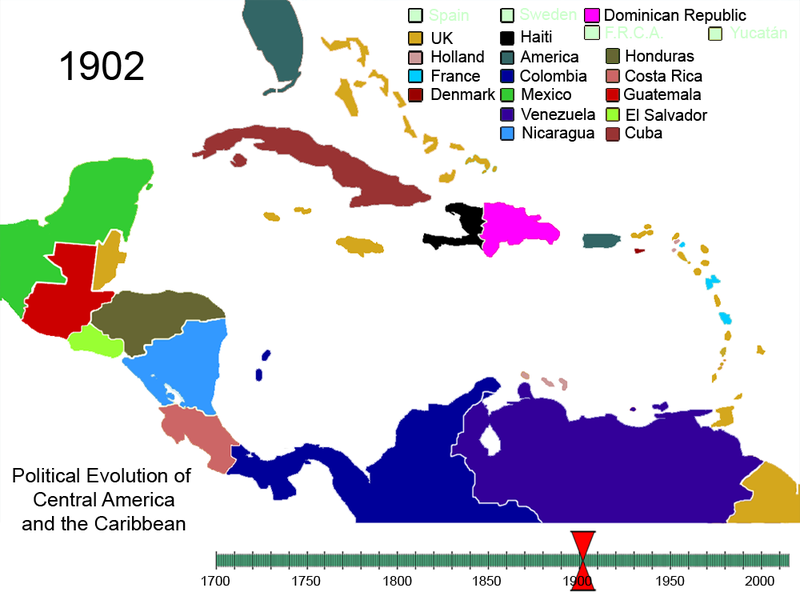 1902
Spain Sweden Dominican Republic
UK Haiti F.R.C.A. Yucatán
Holland America Honduras
France Colombia Costa Rica
Denmark Mexico Guatemala
Venezuela El Salvador
Nicaragua Cuba
Political Evolution of
Central America
and the Caribbean
1700 1750 1800 1850 1900 1950 2000